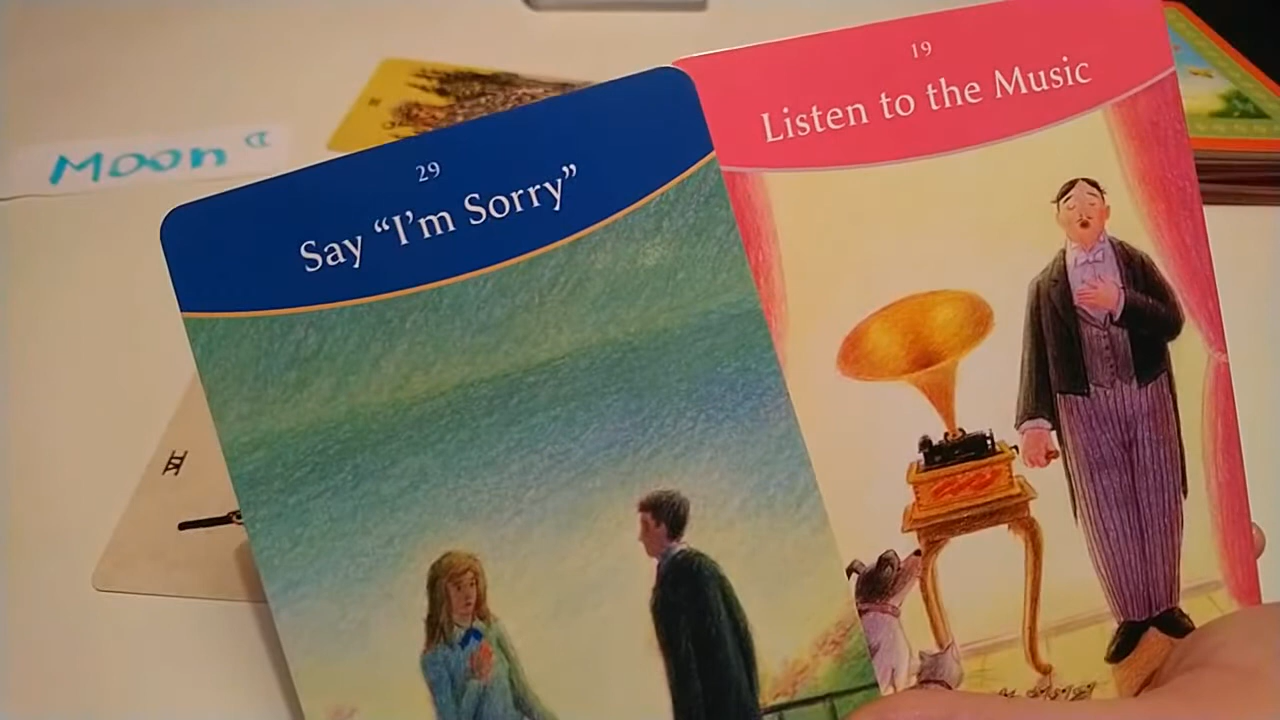 Moon
29
Say “I’m Sorry”
19
Listen to the Music